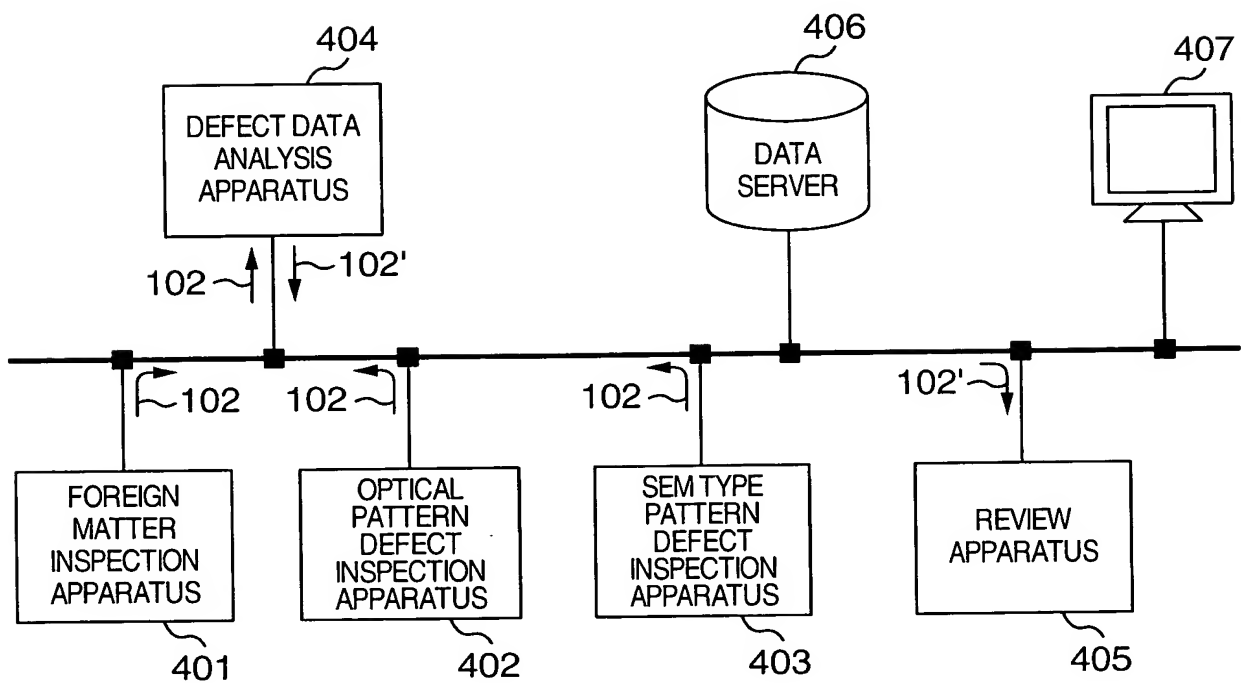 404
406
407
DEFECT DATA
ANALYSIS
APPARATUS
DATA
SERVER
102
102'
102
102
102
102'
FOREIGN
MATTER
INSPECTION
APPARATUS
OPTICAL
PATTERN
DEFECT
INSPECTION
APPARATUS
SEM TYPE
PATTERN
DEFECT
INSPECTION
APPARATUS
REVIEW
APPARATUS
401
402
403
405